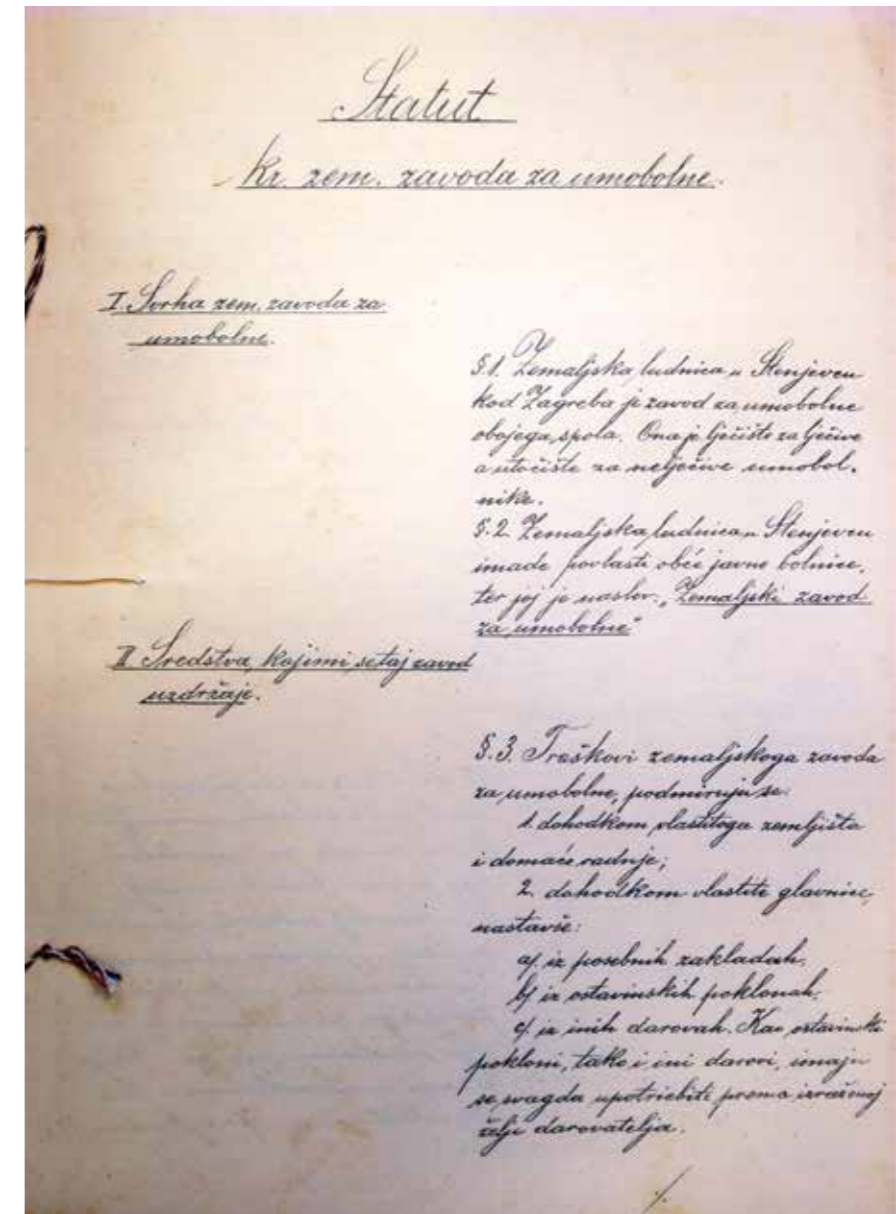 Statut
kr. zem. zavoda za umobolne.
I. Svrha zem. zavoda za
umobolne.
§.1. Zemaljska ludnica u Stenjevcu
kod Zagreba je zavod za umobolne
obojega spola. Ona je lječište za lječive
a utočište za nelječive umobol-
nike.
§.2. Zemaljska ludnica u Stenjevcu
imade povlasti obće javne bolnice,
ter joj je naslov: „Zemaljski zavod
za umobolne"
II Sredstva, kojimi se taj zavod
uzdržaje.
§.3. Troškovi zemaljskoga zavoda
za umobolne, podmiruju se:
1. dohodkom vlastitoga zemljišta
i domaće radnje;
2. dohodkom vlastite glavnice,
nastavše:
a/. iz posebnih zakladah,
b/ iz ostavinskih poklonah,
c/. iz inih darovah. Kao ostavinski
pokloni, tako i ini darovi, imaju
se svagda upotriebiti prema izraženoj
želji darovatelja.
./.